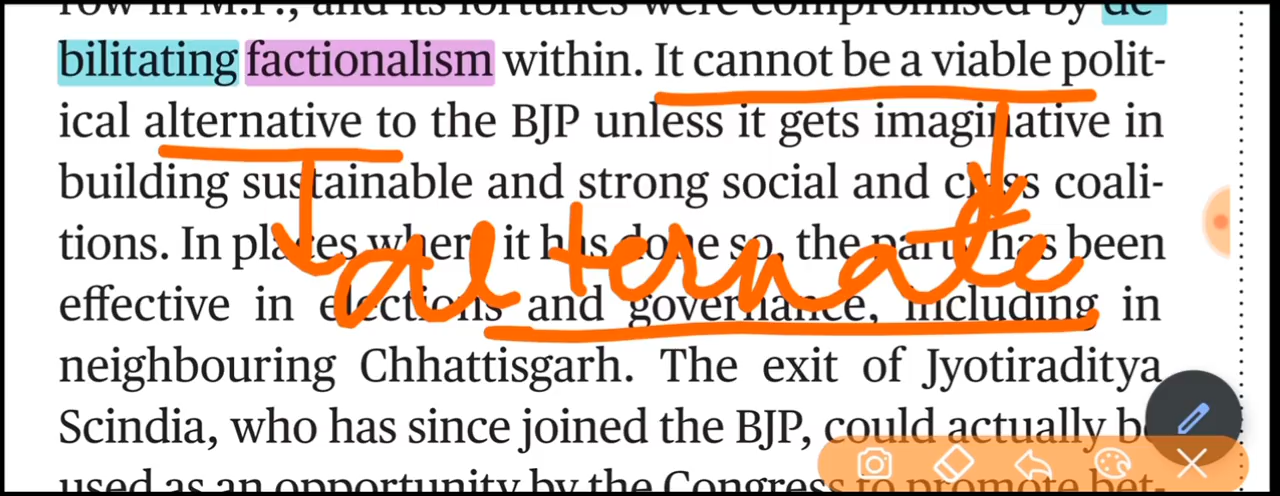 row in M.P., and its fortunes were compromised by de-
bilitating factionalism within. It cannot be a viable polit-
ical alternative to the BJP unless it gets imaginative in
building sustainable and strong social and class coali-
tions. In places where it has done so, the party has been
alternate
effective in elections and governance, including in
neighbouring Chhattisgarh. The exit of Jyotiraditya
Scindia, who has since joined the BJP, could actually be
used as an opportunity by the Congress to promote bet-